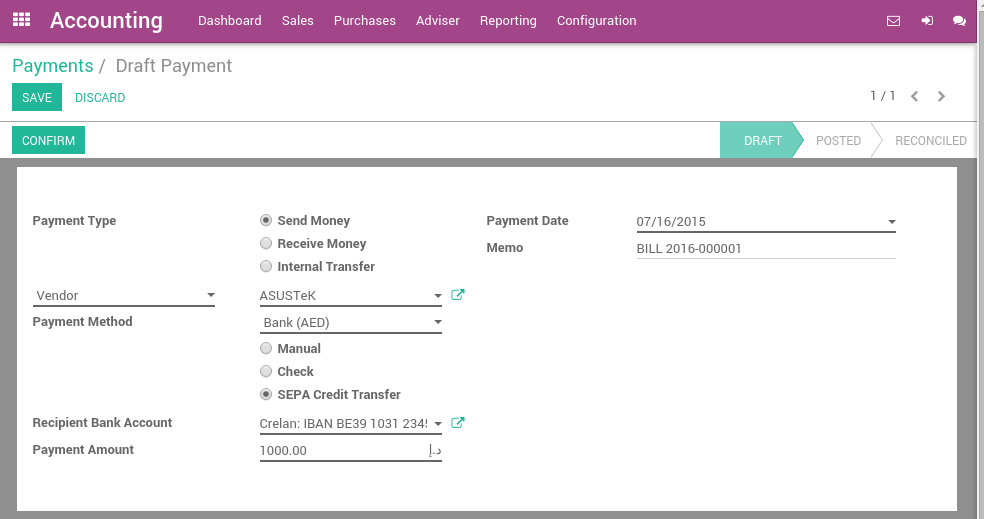 Accounting Dashboard Sales Purchases Adviser Reporting Configuration
Payments / Draft Payment
SAVE DISCARD 1 / 1
CONFIRM DRAFT POSTED RECONCILED
Payment Type Send Money Payment Date 07/16/2015
Receive Money Memo BILL 2016-000001
Internal Transfer
Vendor ASUSTeK
Payment Method Bank (AED)
Manual
Check
SEPA Credit Transfer
Recipient Bank Account Crelan: IBAN BE39 1031 234
Payment Amount 1000.00 د.إ